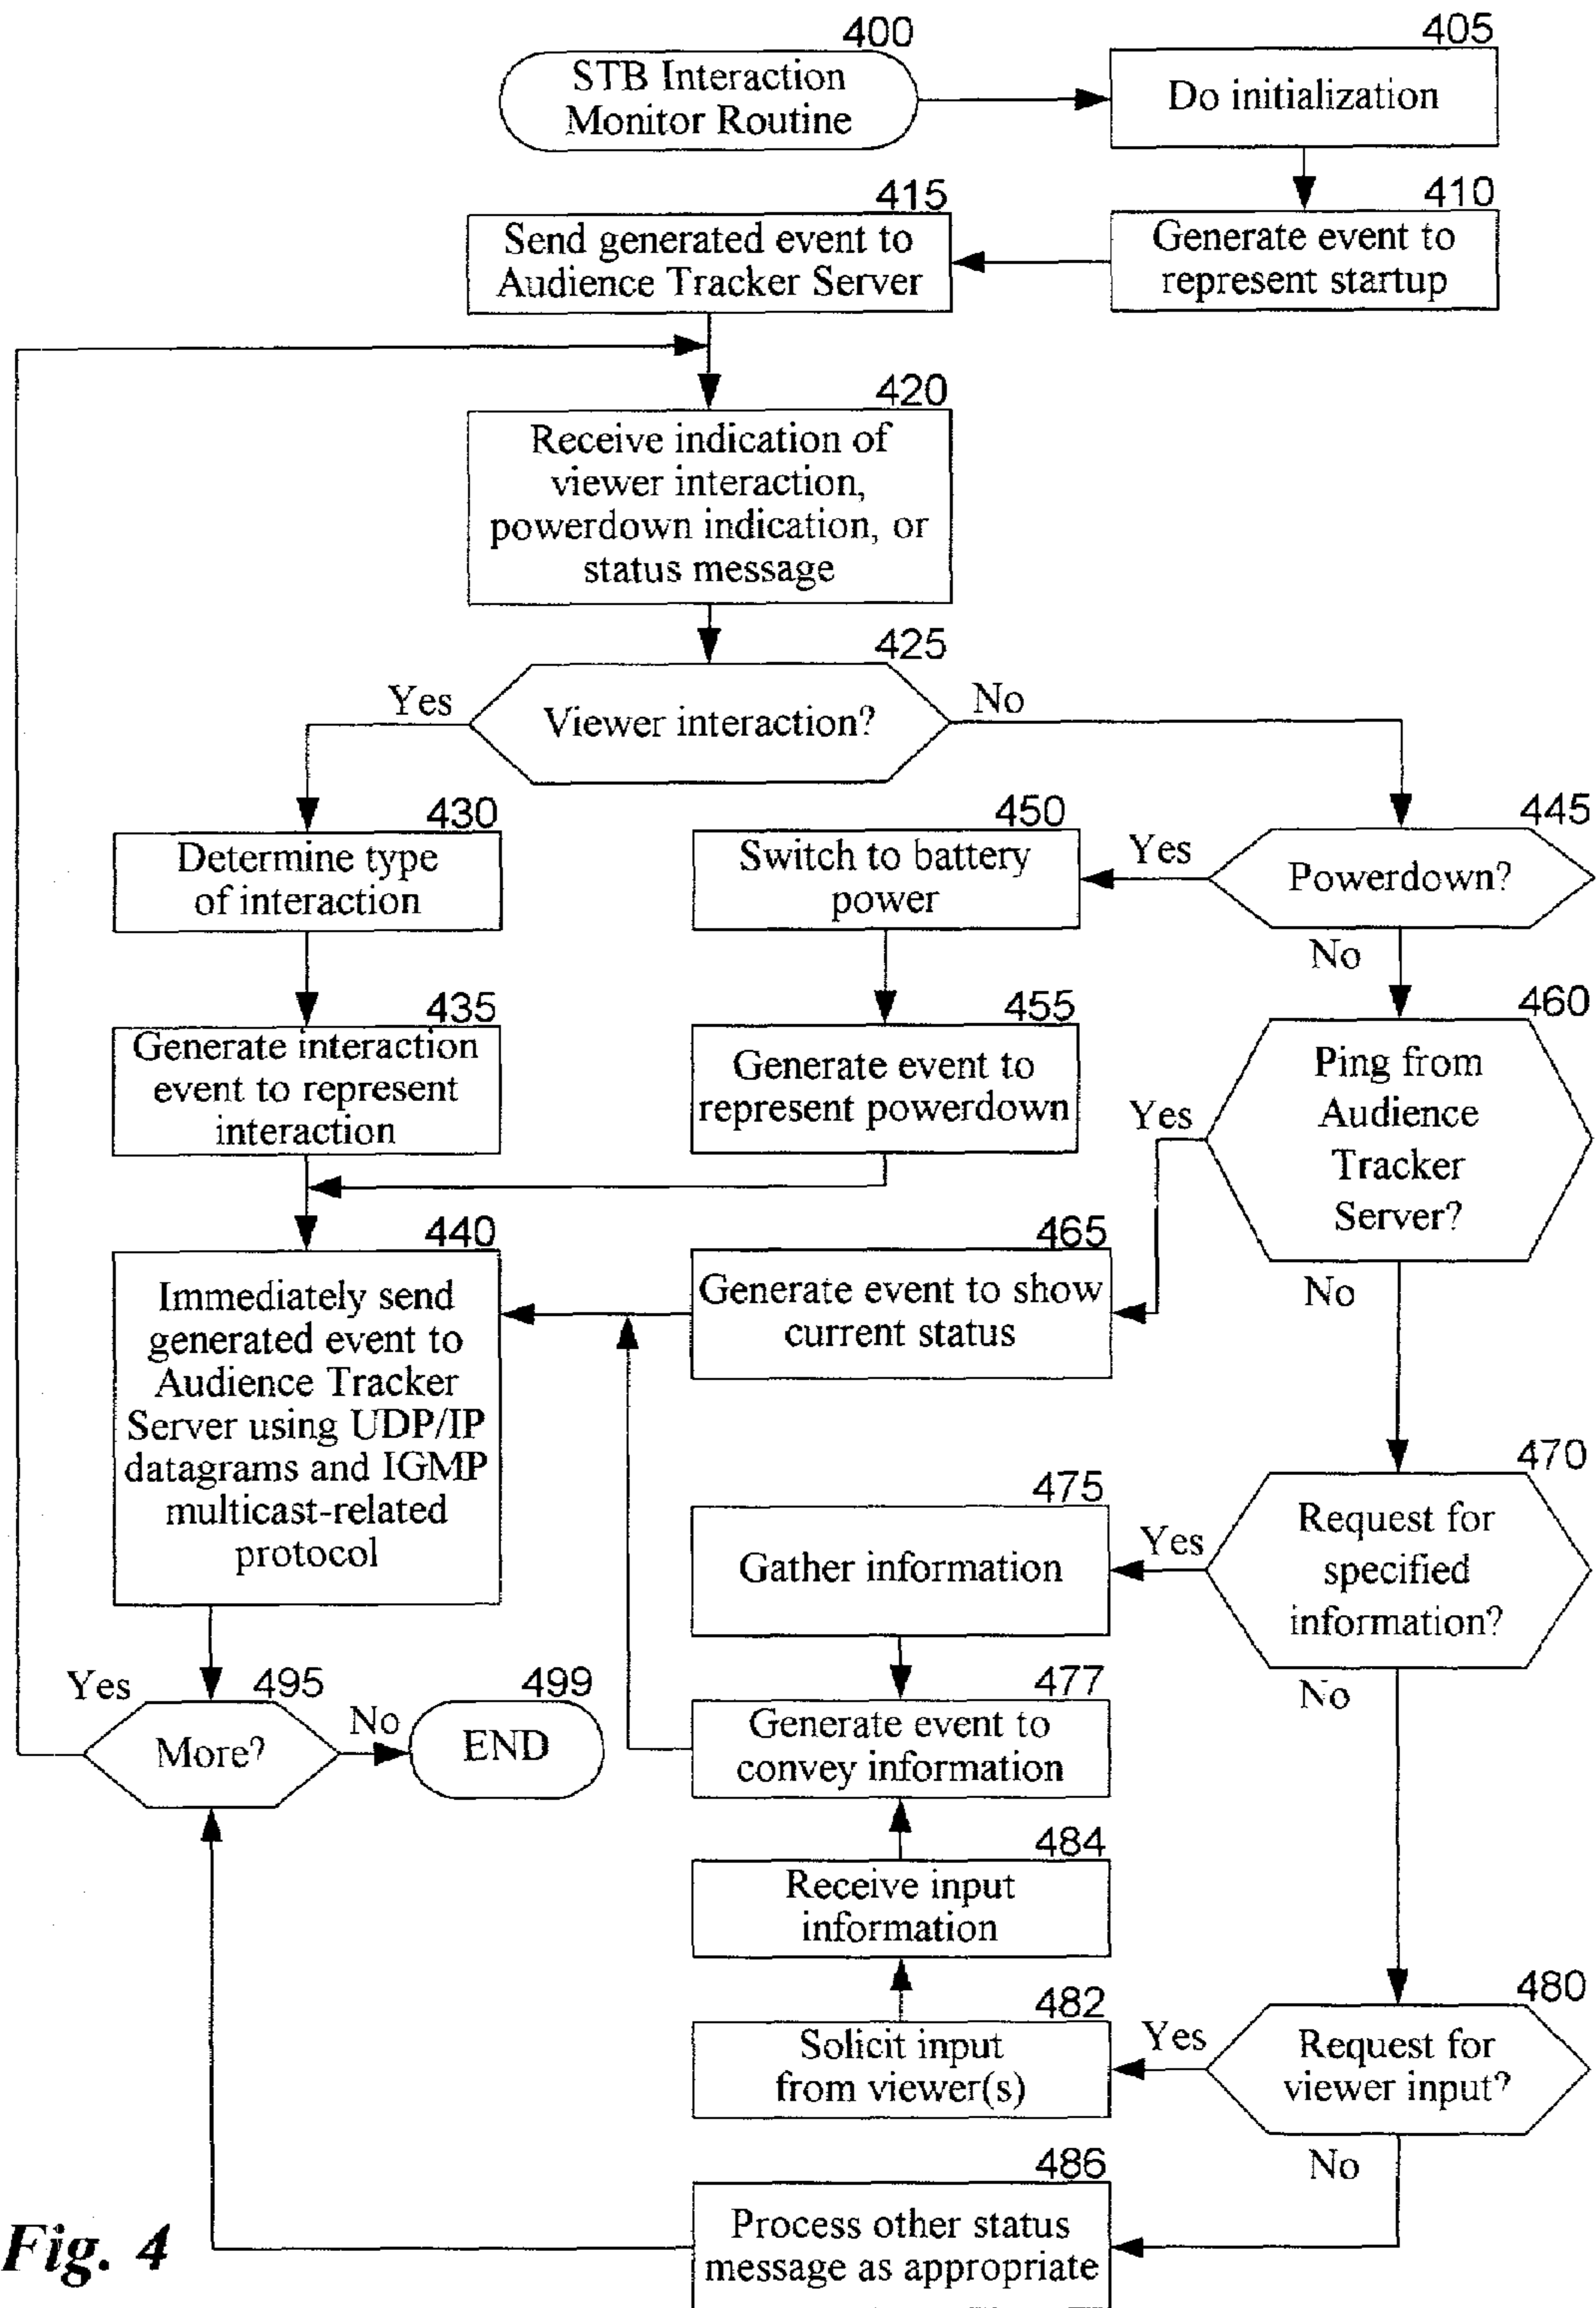 400
STB Interaction
Monitor Routine
405
Do initialization
410
Generate event to
represent startup
415
Send generated event to
Audience Tracker Server
420
Receive indication of
viewer interaction,
powerdown indication, or
status message
425
Viewer interaction?
Yes
No
430
Determine type
of interaction
450
Switch to battery
power
Yes
445
Powerdown?
No
435
Generate interaction
event to represent
interaction
455
Generate event to
represent powerdown
460
Ping from
Audience
Tracker
Server?
Yes
No
440
Immediately send
generated event to
Audience Tracker
Server using UDP/IP
datagrams and IGMP
multicast-related
protocol
465
Generate event to show
current status
470
Request for
specified
information?
Yes
No
475
Gather information
477
Generate event to
convey information
495
More?
Yes
No
499
END
484
Receive input
information
482
Solicit input
from viewer(s)
Yes
480
Request for
viewer input?
No
486
Process other status
message as appropriate
Fig. 4